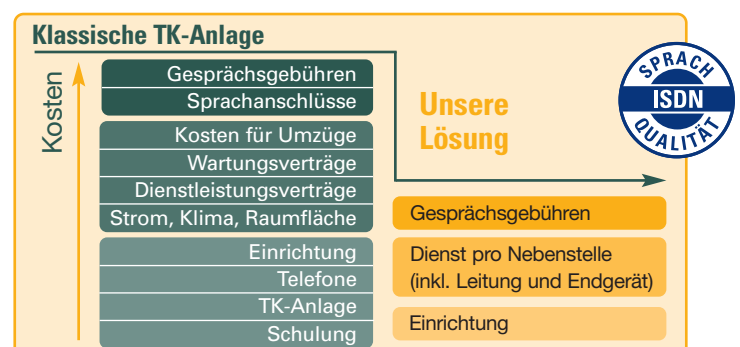 Klassische TK-Anlage
Kosten
Gesprächsgebühren
Sprachanschlüsse
Kosten für Umzüge
Wartungsverträge
Dienstleistungsverträge
Strom, Klima, Raumfläche
Einrichtung
Telefone
TK-Anlage
Schulung
Unsere
Lösung
SPRACH
ISDN
QUALITÄT
Gesprächsgebühren
Dienst pro Nebenstelle
(inkl. Leitung und Endgerät)
Einrichtung